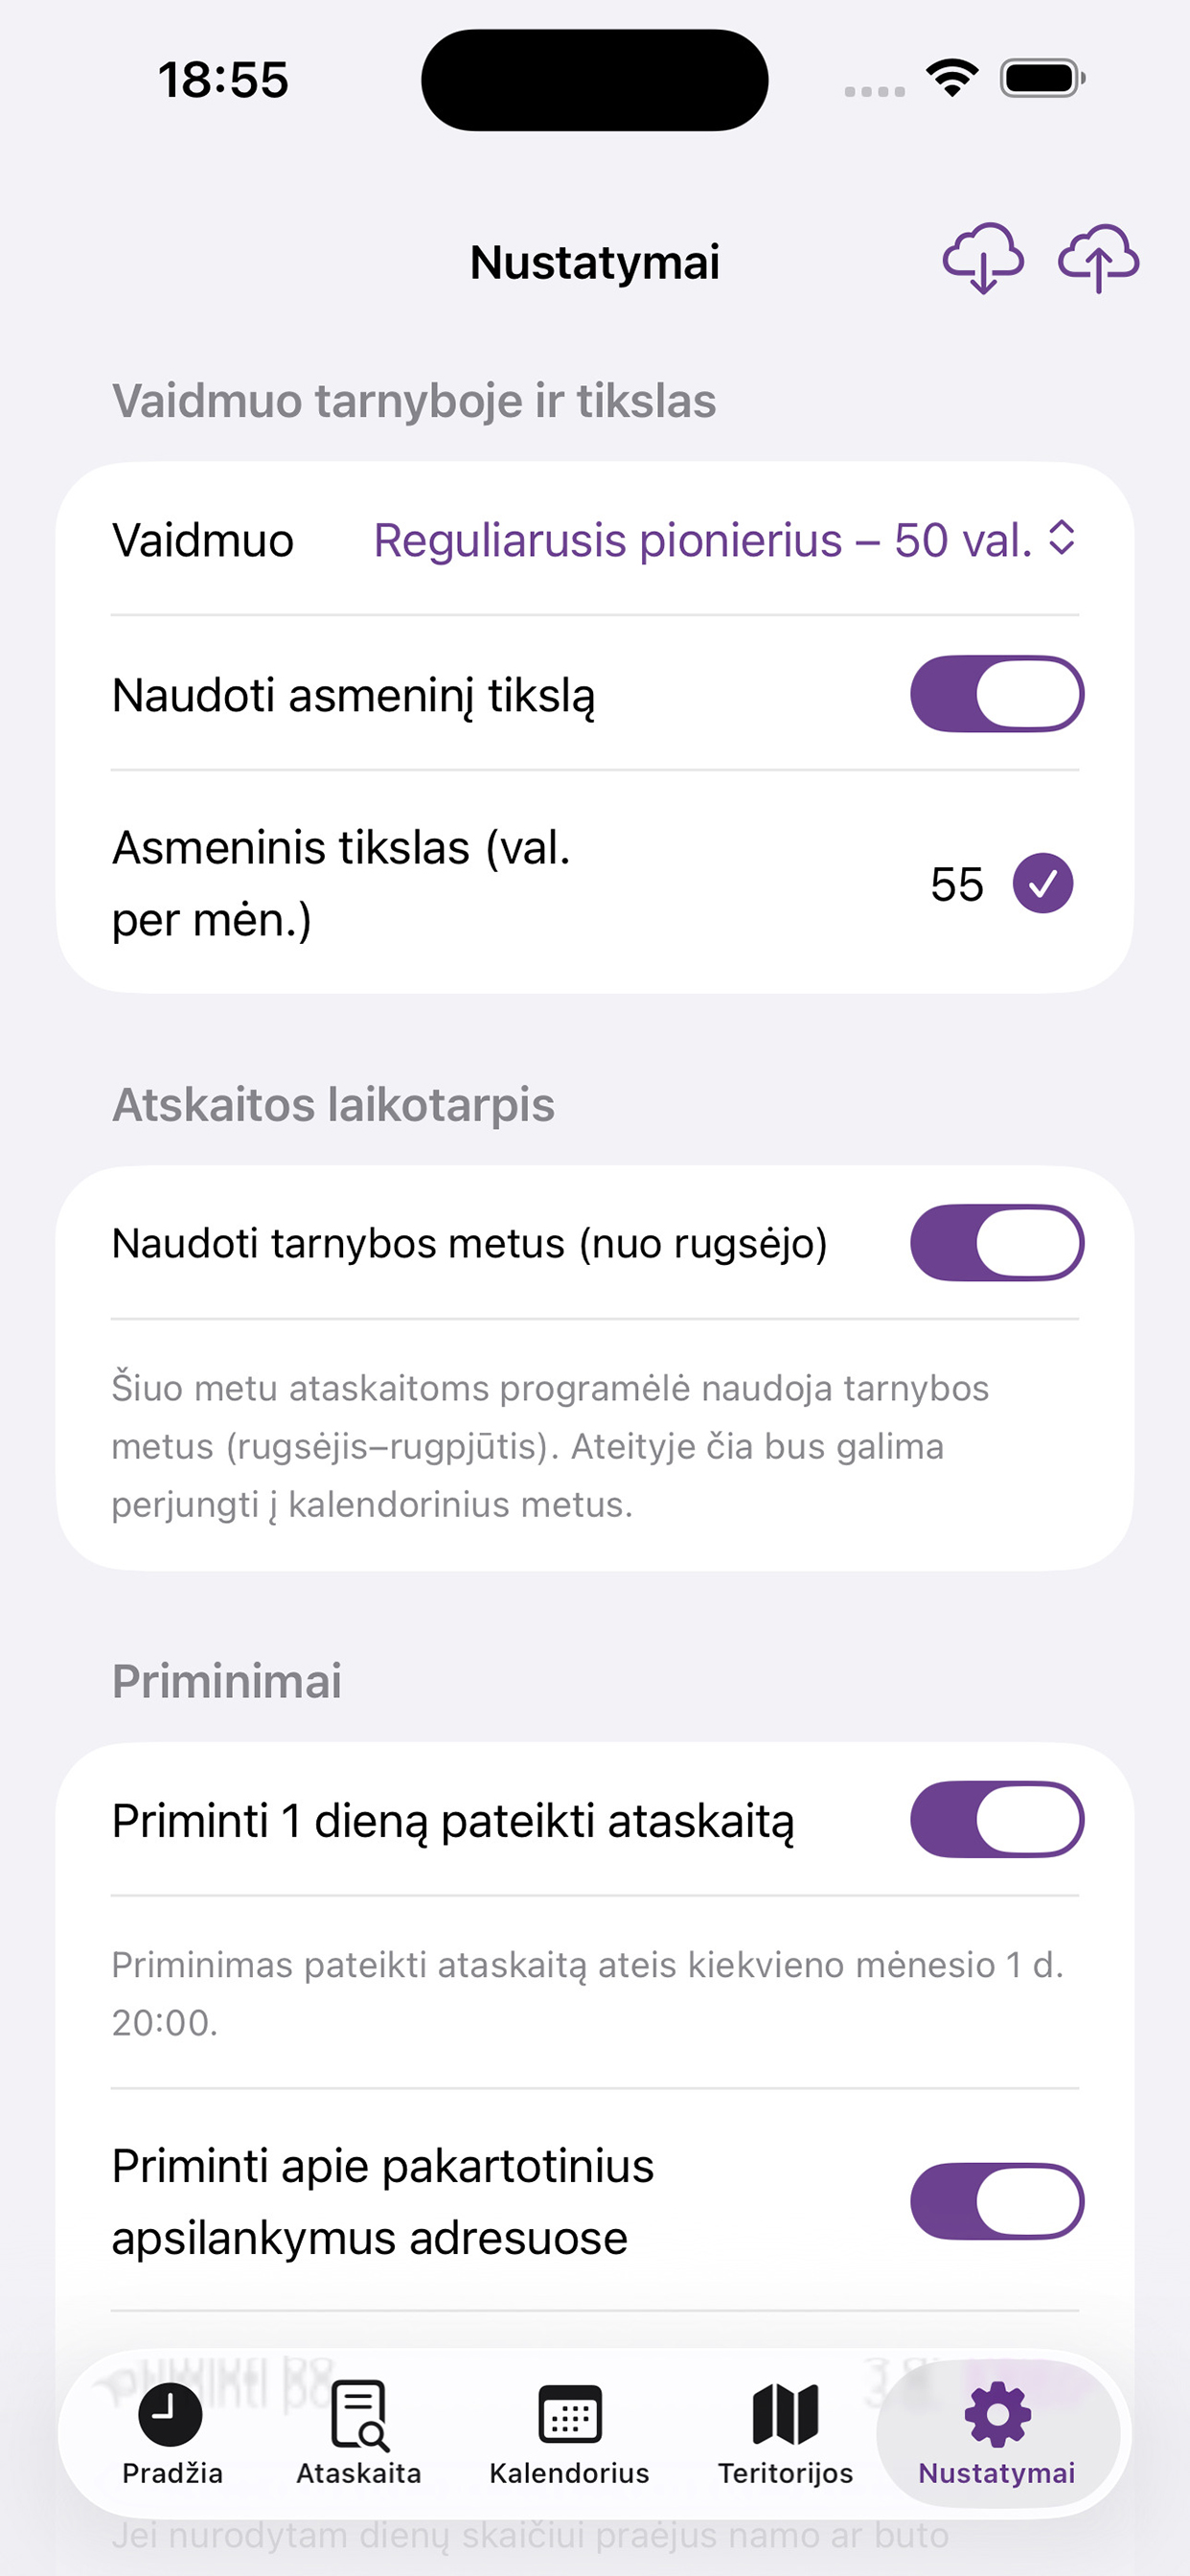 18:55
Nustatymai
Vaidmuo tarnyboje ir tikslas
Vaidmuo
Reguliarusis pionierius – 50 val.
Naudoti asmeninį tikslą
Asmeninis tikslas (val.
per mėn.)
55
Atskaitos laikotarpis
Naudoti tarnybos metus (nuo rugsėjo)
Šiuo metu ataskaitoms programėlė naudoja tarnybos
metus (rugsėjis–rugpjūtis). Ateityje čia bus galima
perjungti į kalendorinius metus.
Priminimai
Priminti 1 dieną pateikti ataskaitą
Priminimas pateikti ataskaitą ateis kiekvieno mėnesio 1 d.
20:00.
Priminti apie pakartotinius
apsilankymus adresuose
Pradžia
Ataskaita
Kalendorius
Teritorijos
Nustatymai
Jei nurodytam dienų skaičiui praėjus namo ar buto